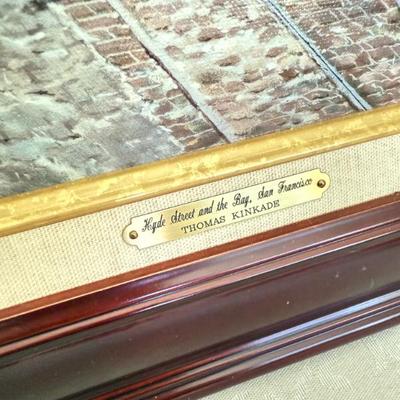 Hyde Street and the Bay, San Francisco
THOMAS KINKADE